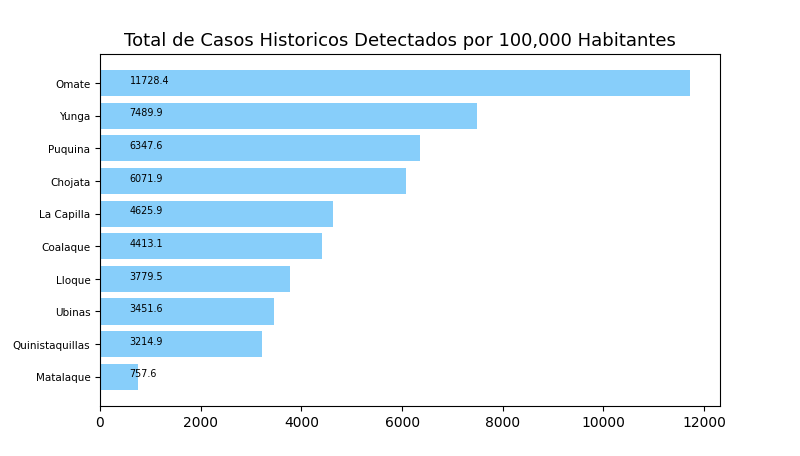 Total de Casos Historicos Detectados por 100,000 Habitantes
Omate 11728.4
Yunga 7489.9
Puquina 6347.6
Chojata 6071.9
La Capilla 4625.9
Coalaque 4413.1
Lloque 3779.5
Ubinas 3451.6
Quinistaquillas 3214.9
Matalaque 757.6
0 2000 4000 6000 8000 10000 12000